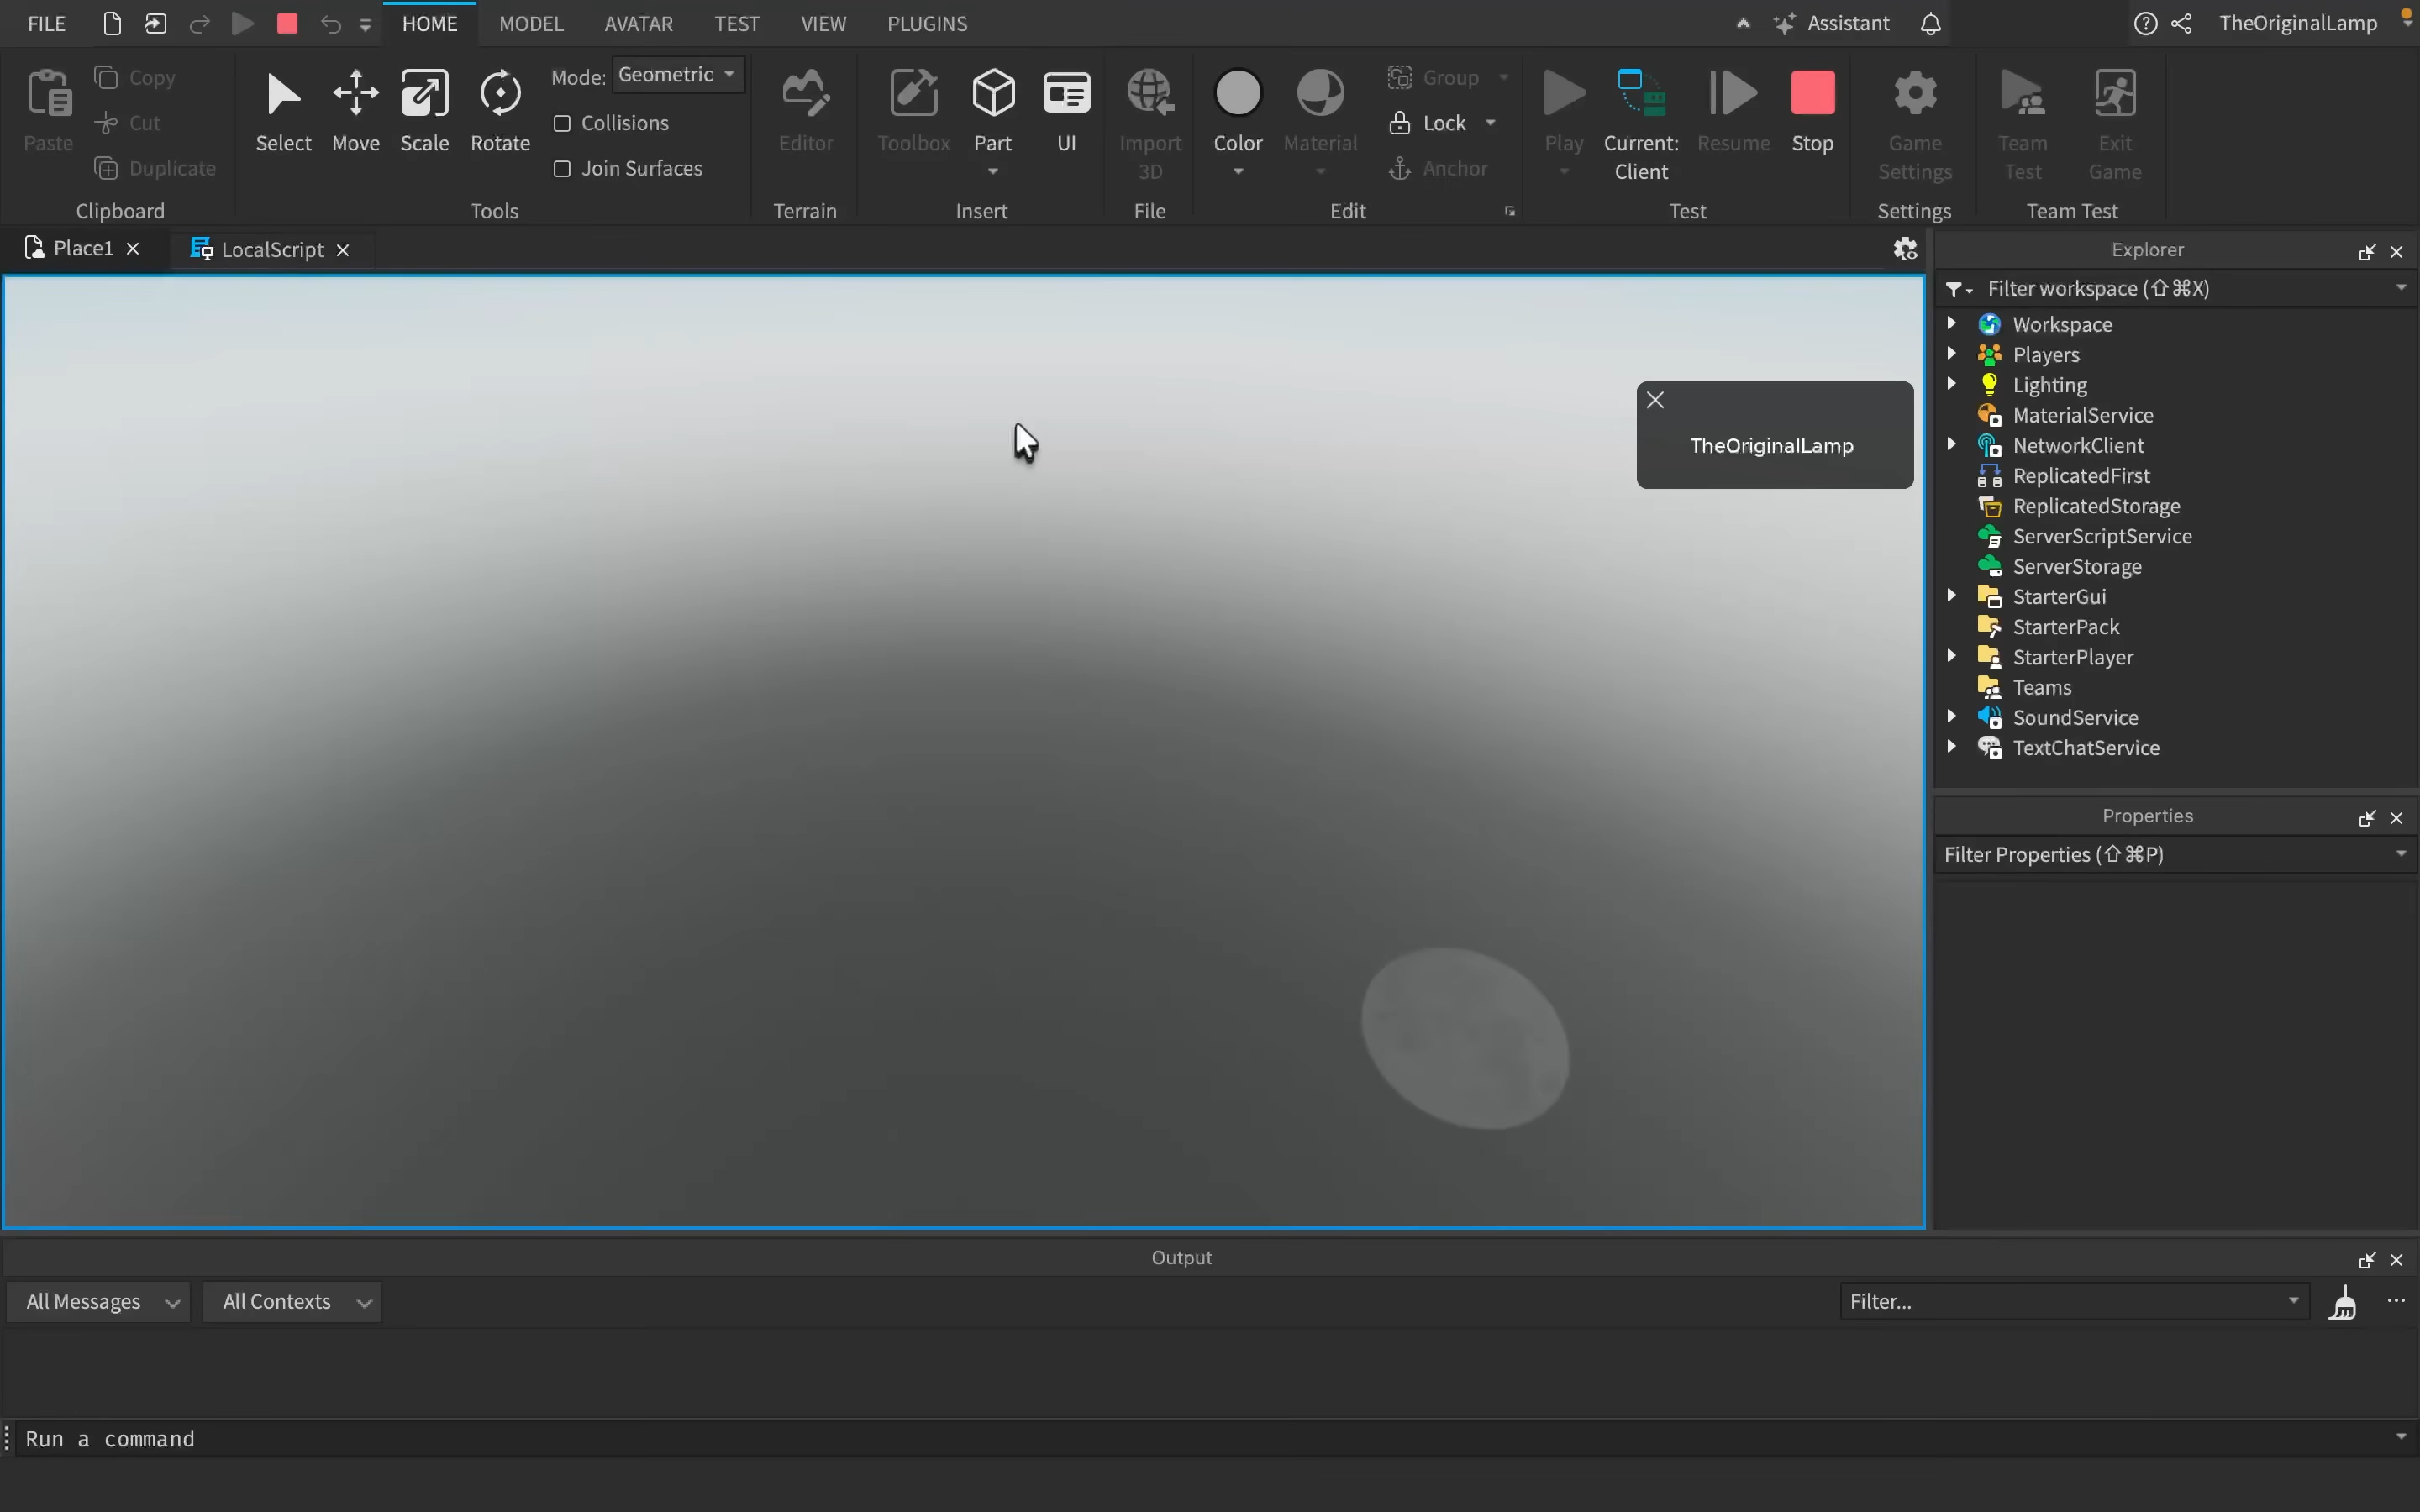 FILE HOME MODEL AVATAR TEST VIEW PLUGINS Assistant TheOriginalLamp
Paste
Copy
Cut
Duplicate
Clipboard
Select
Move
Scale
Rotate
Mode: Geometric
Collisions
Join Surfaces
Tools
Editor
Terrain
Toolbox
Part
UI
Insert
Import
3D
File
Color
Material
Group
Lock
Anchor
Edit
Play
Current:
Client
Resume
Stop
Test
Game
Settings
Settings
Team
Test
Exit
Game
Team Test
Place1
LocalScript
TheOriginalLamp
Explorer
Filter workspace (⇧⌘X)
Workspace
Players
Lighting
MaterialService
NetworkClient
ReplicatedFirst
ReplicatedStorage
ServerScriptService
ServerStorage
StarterGui
StarterPack
StarterPlayer
Teams
SoundService
TextChatService
Properties
Filter Properties (⇧⌘P)
Output
All Messages All Contexts Filter...
Run a command